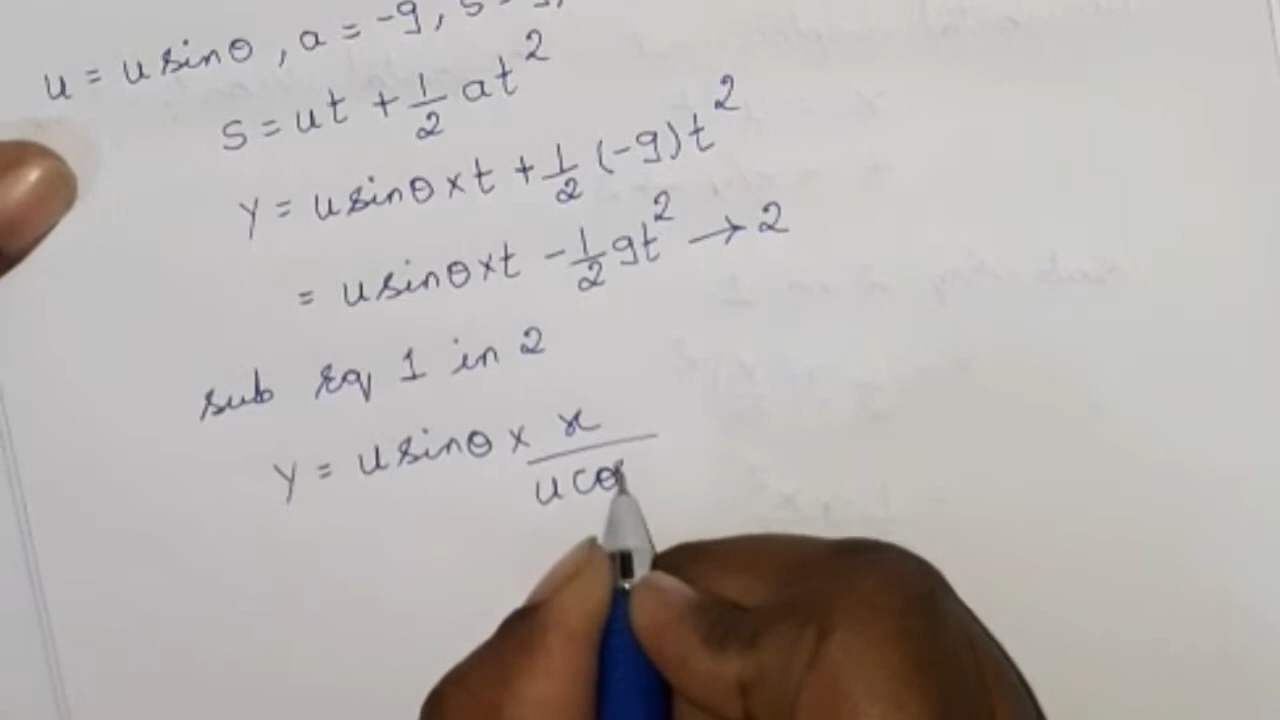 u = u sinθ, a = -g, s =
s = ut + 1/2 at²
y = u sinθ × t + 1/2 (-g) t²
= u sinθ × t - 1/2 gt² → 2
sub Eq 1 in 2
y = u sinθ × x / u cos